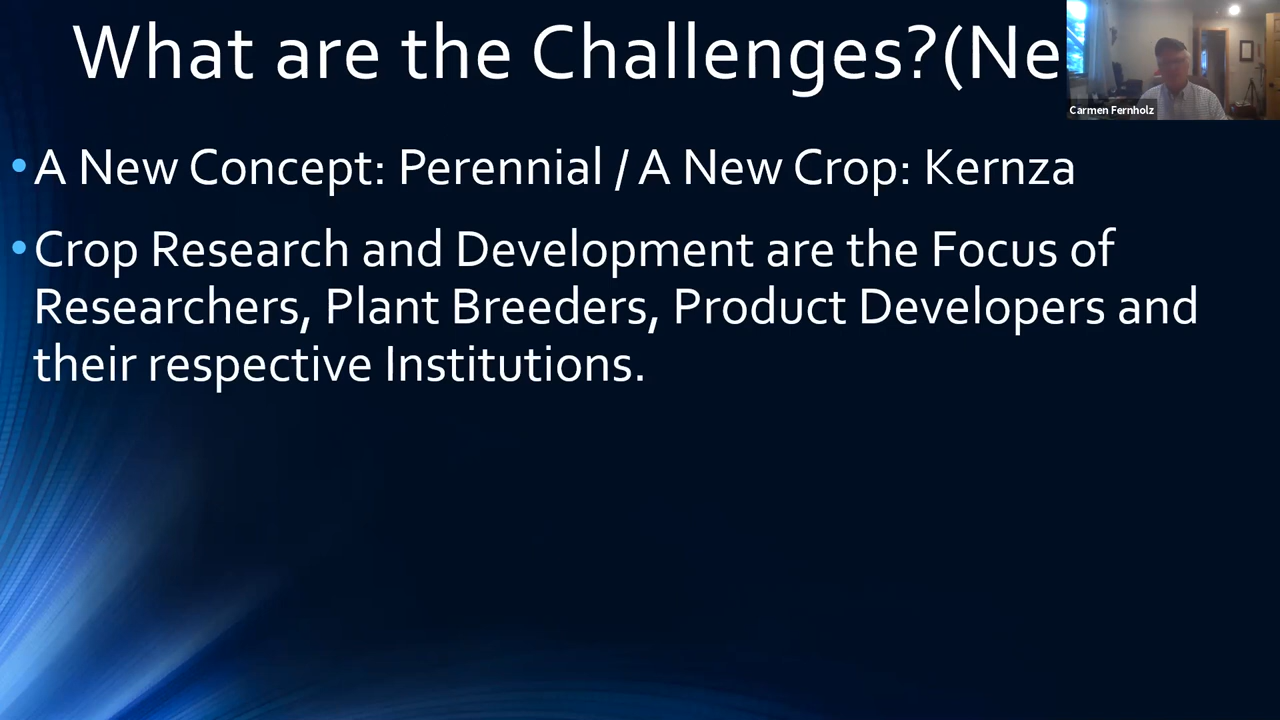 What are the Challenges?(Ne
Carmen Fernholz
• A New Concept: Perennial / A New Crop: Kernza
• Crop Research and Development are the Focus of
Researchers, Plant Breeders, Product Developers and
their respective Institutions.